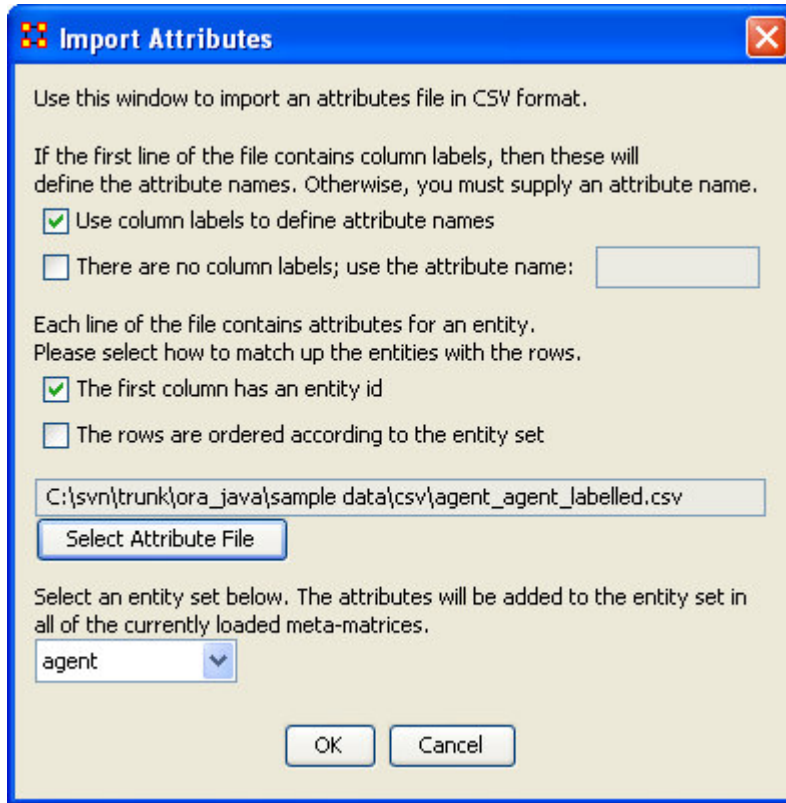 Import Attributes
Use this window to import an attributes file in CSV format.
If the first line of the file contains column labels, then these will
define the attribute names. Otherwise, you must supply an attribute name.
Use column labels to define attribute names
There are no column labels; use the attribute name:
Each line of the file contains attributes for an entity.
Please select how to match up the entities with the rows.
The first column has an entity id
The rows are ordered according to the entity set
C:\svn\trunk\ora_java\sample data\csv\agent_agent_labelled.csv
Select Attribute File
Select an entity set below. The attributes will be added to the entity set in
all of the currently loaded meta-matrices.
agent
OK Cancel